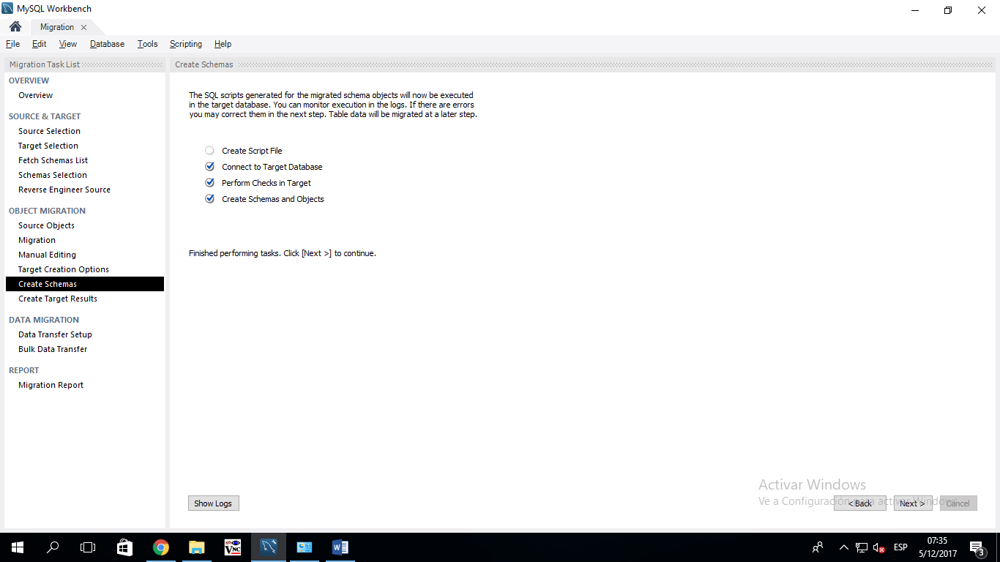 MySQL Workbench
Migration
File Edit View Database Tools Scripting Help
Migration Task List
OVERVIEW
Overview
SOURCE & TARGET
Source Selection
Target Selection
Fetch Schemas List
Schemas Selection
Reverse Engineer Source
OBJECT MIGRATION
Source Objects
Migration
Manual Editing
Target Creation Options
Create Schemas
Create Target Results
DATA MIGRATION
Data Transfer Setup
Bulk Data Transfer
REPORT
Migration Report
Create Schemas
The SQL scripts generated for the migrated schema objects will now be executed
in the target database. You can monitor execution in the logs. If there are errors
you may correct them in the next step. Table data will be migrated at a later step.
Create Script File
Connect to Target Database
Perform Checks in Target
Create Schemas and Objects
Finished performing tasks. Click [Next >] to continue.
Activar Windows
Ve a Configuración para activar Windows.
Show Logs
< Back
Next >
Cancel
VNC
ESP
07:35
5/12/2017
3